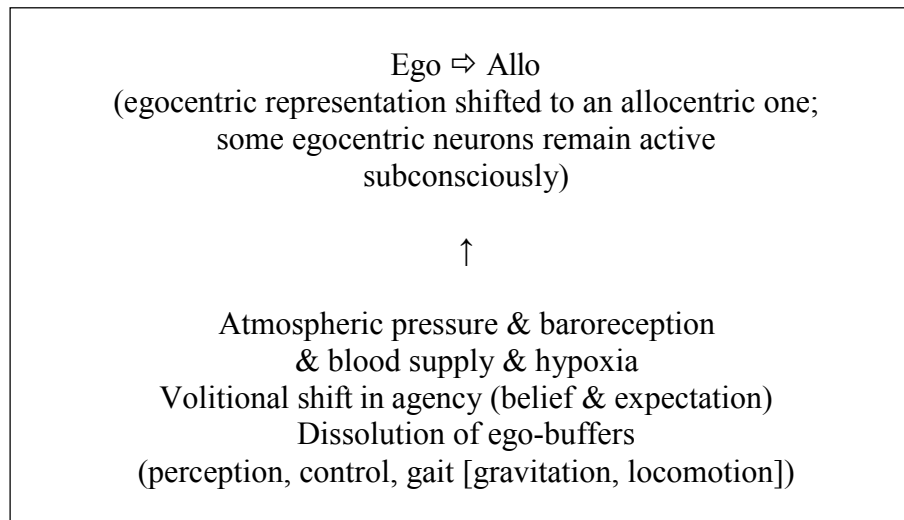 Ego ⇨ Allo
(egocentric representation shifted to an allocentric one;
some egocentric neurons remain active
subconsciously)
↑
Atmospheric pressure & baroreception
& blood supply & hypoxia
Volitional shift in agency (belief & expectation)
Dissolution of ego-buffers
(perception, control, gait [gravitation, locomotion])